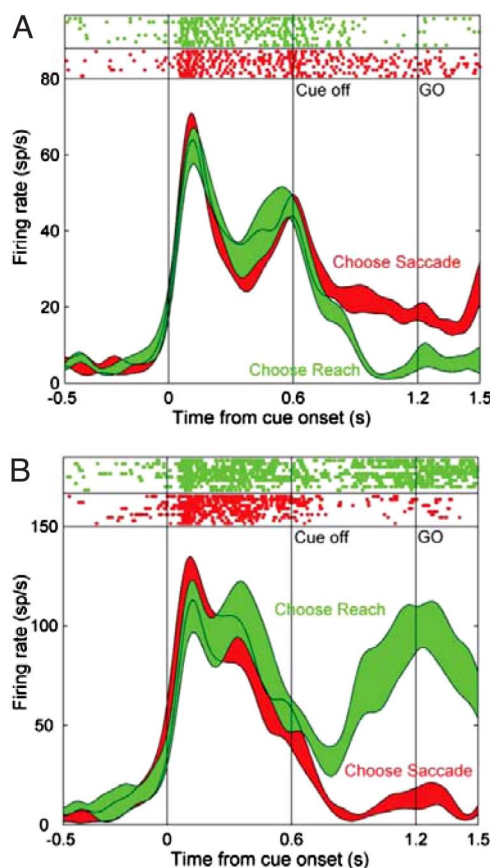 A
80
60
40
20
0
Firing rate (sp/s)
Cue off
GO
Choose Saccade
Choose Reach
-0.5
0
0.6
1.2
1.5
Time from cue onset (s)
B
150
100
50
0
Firing rate (sp/s)
Cue off
GO
Choose Reach
Choose Saccade
-0.5
0
0.6
1.2
1.5
Time from cue onset (s)